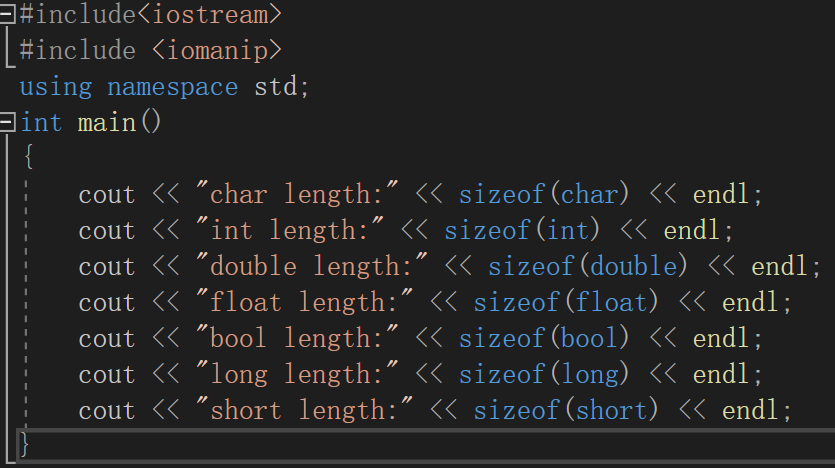 #include<iostream>
#include <iomanip>
using namespace std;
int main()
{
    cout << "char length:" << sizeof(char) << endl;
    cout << "int length:" << sizeof(int) << endl;
    cout << "double length:" << sizeof(double) << endl;
    cout << "float length:" << sizeof(float) << endl;
    cout << "bool length:" << sizeof(bool) << endl;
    cout << "long length:" << sizeof(long) << endl;
    cout << "short length:" << sizeof(short) << endl;
}